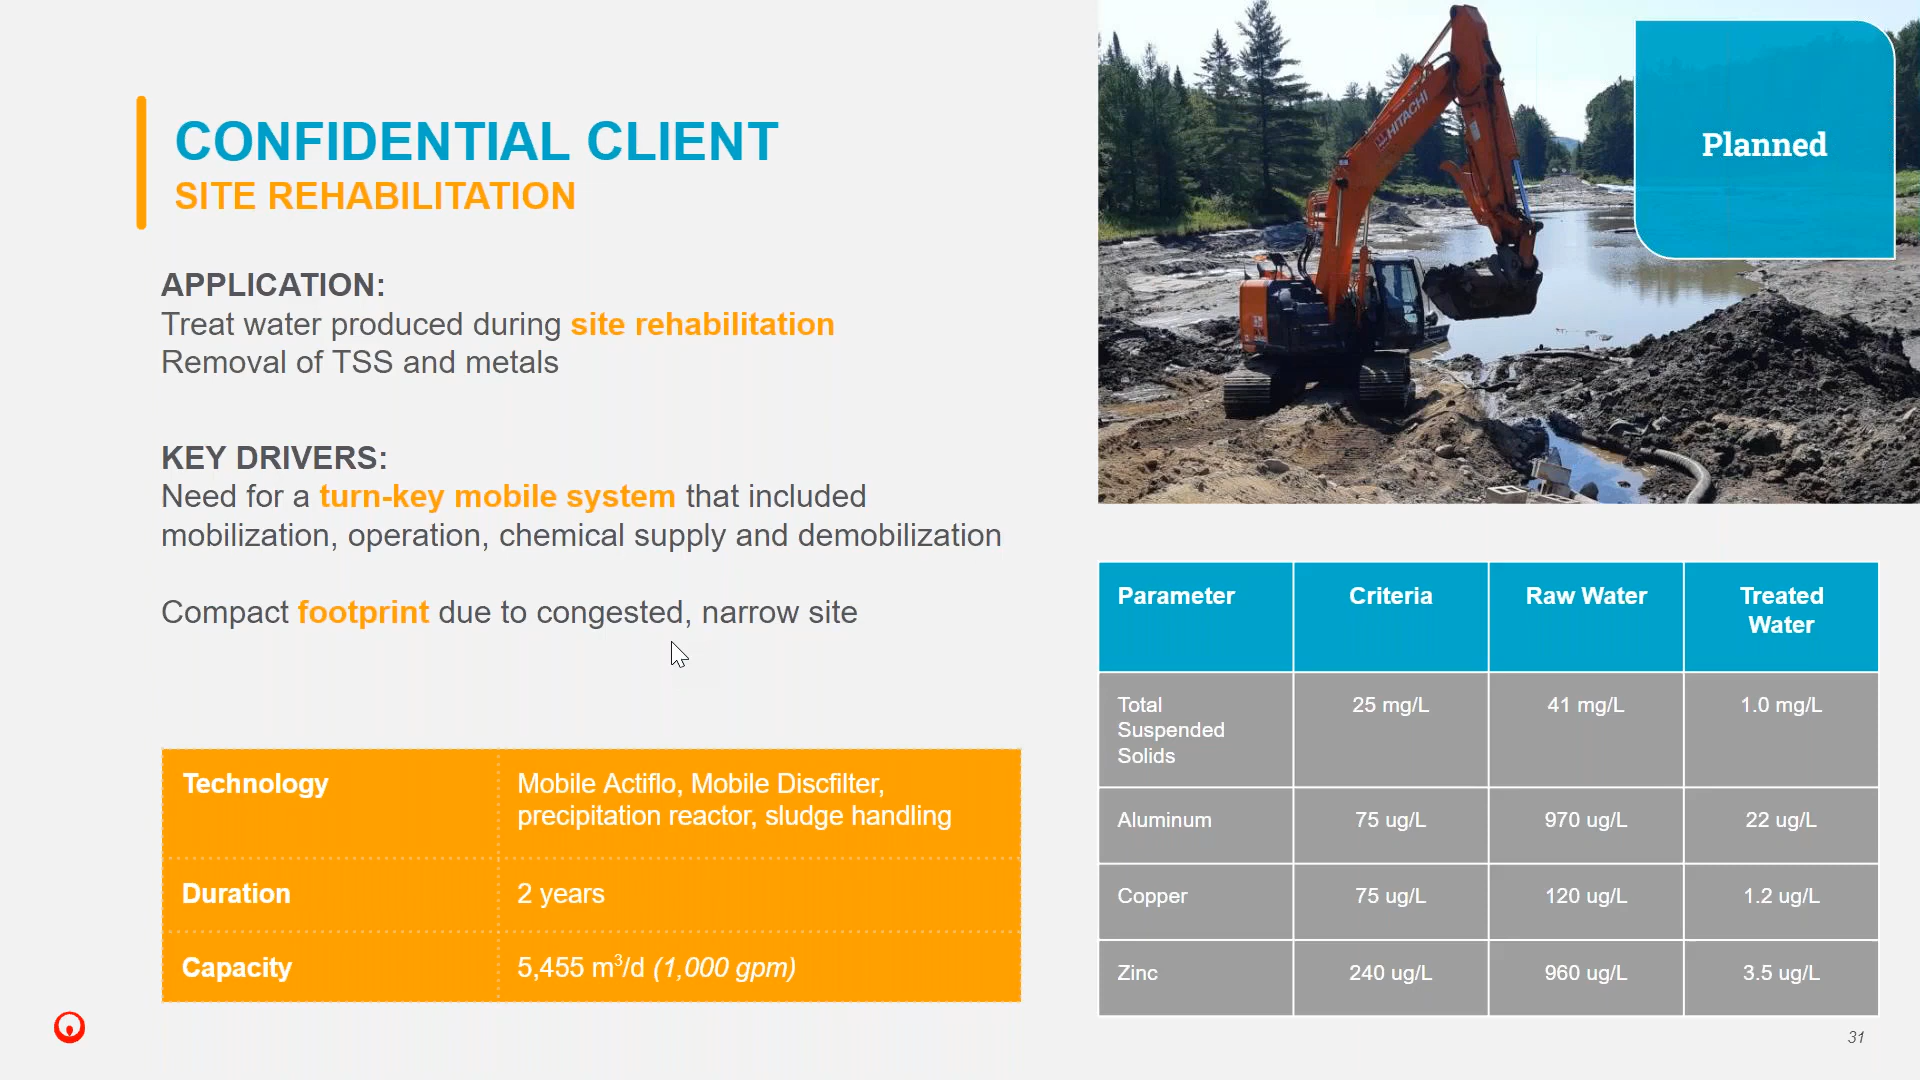 CONFIDENTIAL CLIENT
SITE REHABILITATION
APPLICATION:
Treat water produced during site rehabilitation
Removal of TSS and metals
KEY DRIVERS:
Need for a turn-key mobile system that included
mobilization, operation, chemical supply and demobilization
Compact footprint due to congested, narrow site
Technology
Mobile Actiflo, Mobile Discfilter,
precipitation reactor, sludge handling
Duration
2 years
Capacity
5,455 m³/d (1,000 gpm)
HITACHI
Planned
Parameter
Criteria
Raw Water
Treated
Water
Total
Suspended
Solids
25 mg/L
41 mg/L
1.0 mg/L
Aluminum
75 ug/L
970 ug/L
22 ug/L
Copper
75 ug/L
120 ug/L
1.2 ug/L
Zinc
240 ug/L
960 ug/L
3.5 ug/L
31